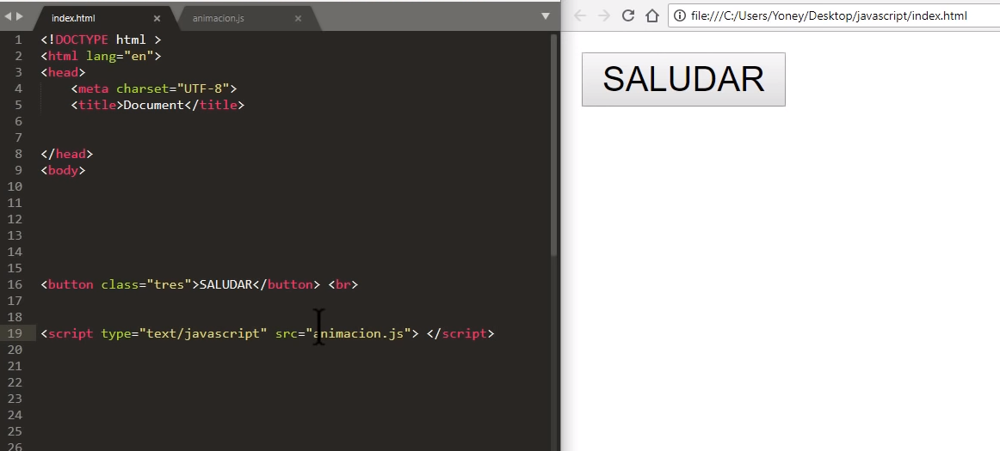 index.html × animacion.js ×
1 <!DOCTYPE html >
2 <html lang="en">
3 <head>
4 <meta charset="UTF-8">
5 <title>Document</title>
6
7
8 </head>
9 <body>
10
11
12
13
14
15
16 <button class="tres">SALUDAR</button> <br>
17
18
19 <script type="text/javascript" src="animacion.js"> </script>
20
21
22
23
24
25
26
file:///C:/Users/Yoney/Desktop/javascript/index.html
SALUDAR